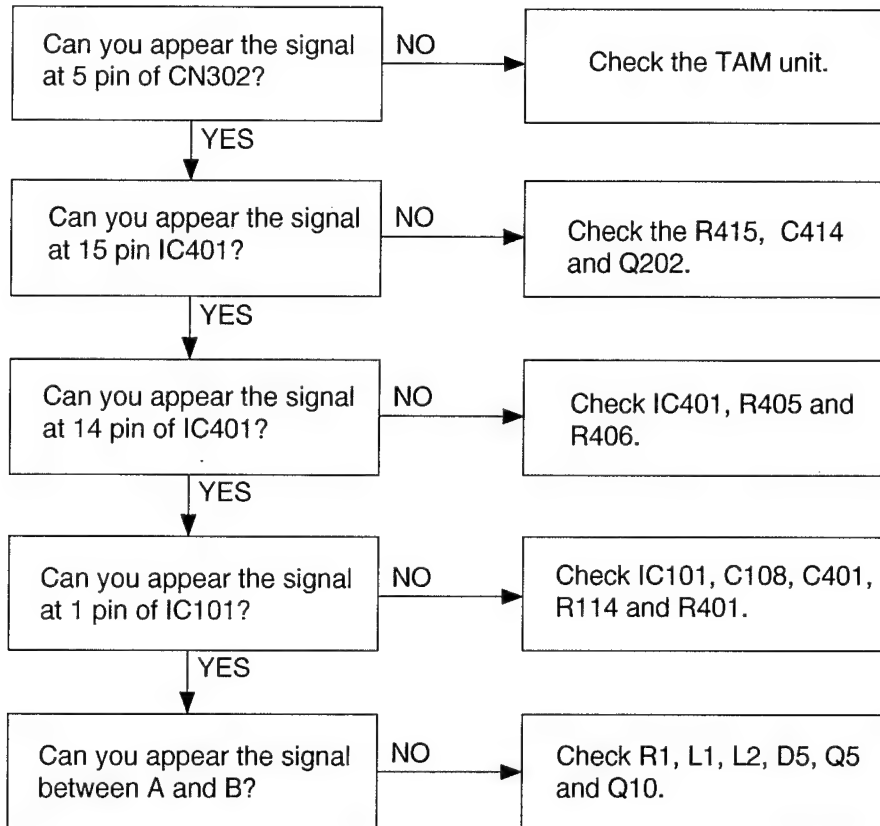 Can you appear the signal
at 5 pin of CN302?
NO
Check the TAM unit.
YES
Can you appear the signal
at 15 pin IC401?
NO
Check the R415, C414
and Q202.
YES
Can you appear the signal
at 14 pin of IC401?
NO
Check IC401, R405 and
R406.
YES
Can you appear the signal
at 1 pin of IC101?
NO
Check IC101, C108, C401,
R114 and R401.
YES
Can you appear the signal
between A and B?
NO
Check R1, L1, L2, D5, Q5
and Q10.